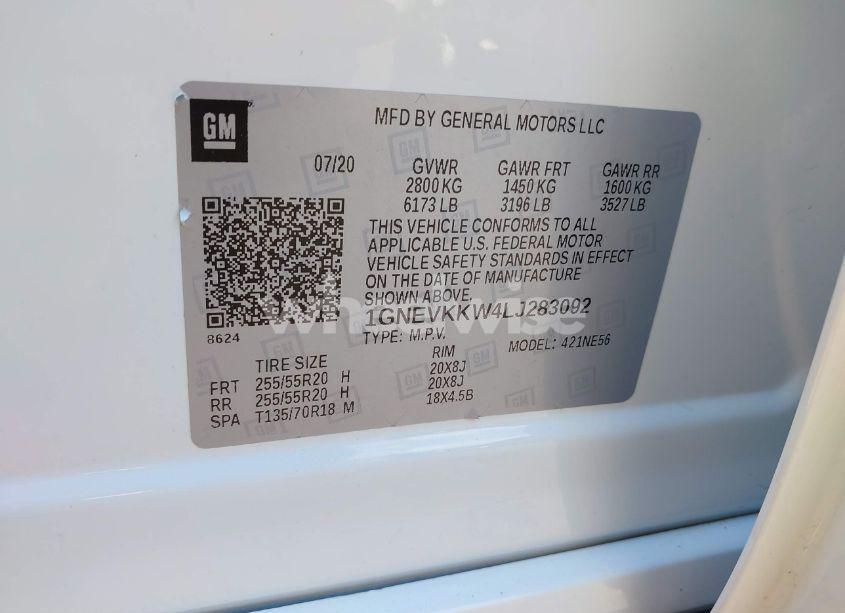 GM
MFD BY GENERAL MOTORS LLC
07/20 GVWR GAWR FRT GAWR RR
2800 KG 1450 KG 1600 KG
6173 LB 3196 LB 3527 LB
THIS VEHICLE CONFORMS TO ALL
APPLICABLE U.S. FEDERAL MOTOR
VEHICLE SAFETY STANDARDS IN EFFECT
ON THE DATE OF MANUFACTURE
SHOWN ABOVE.
1GNEVKKW4LJ283092
8624
TYPE: M.P.V. MODEL: 421NE56
TIRE SIZE RIM
FRT 255/55R20 H 20X8J
RR 255/55R20 H 20X8J
SPA T135/70R18 M 18X4.5B